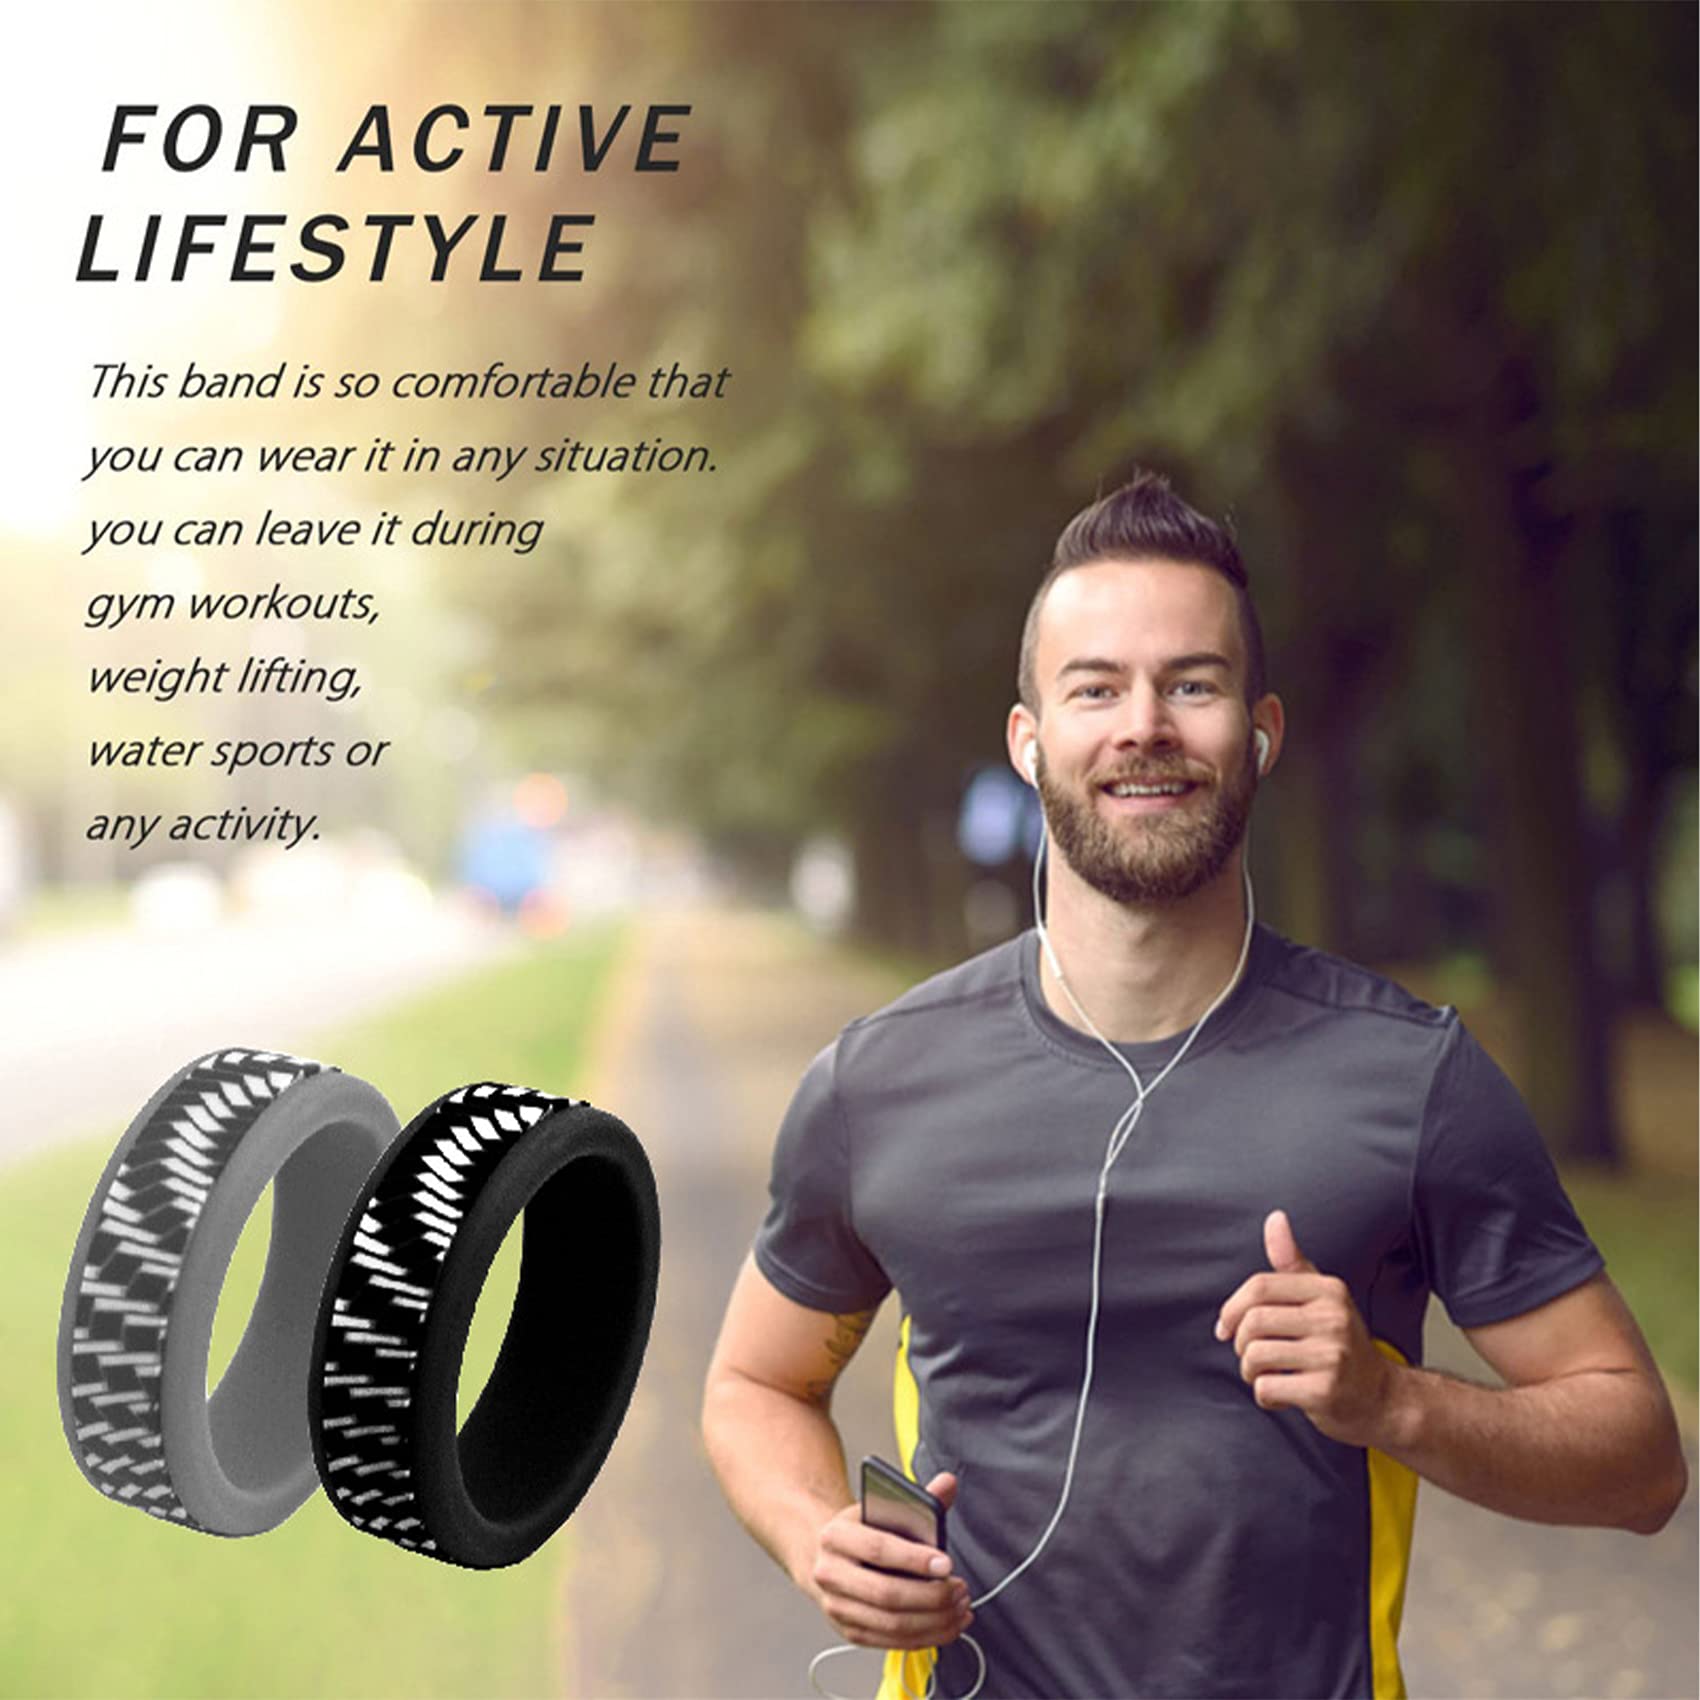 FOR ACTIVE
LIFESTYLE
This band is so comfortable that
you can wear it in any situation.
you can leave it during
gym workouts,
weight lifting,
water sports or
any activity.